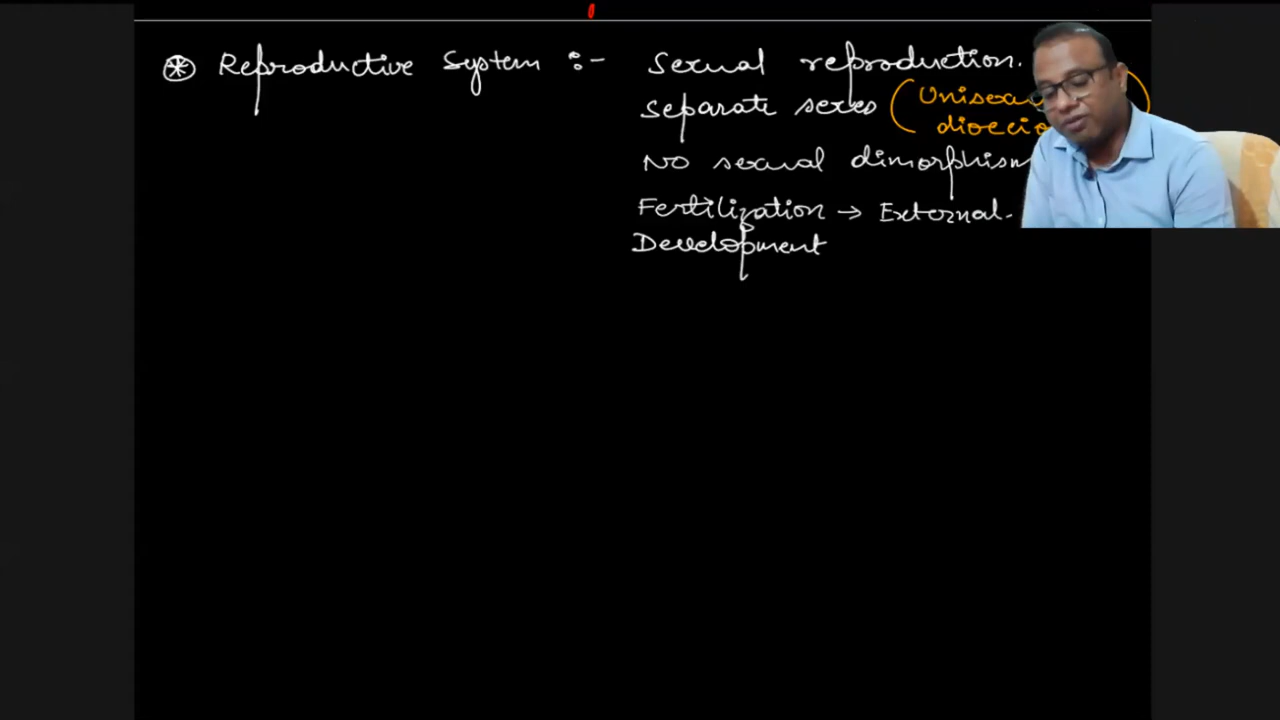 Reproductive System :- Sexual reproduction.
separate sexes (
No sexual dimorphism
Fertilization → External.
Development